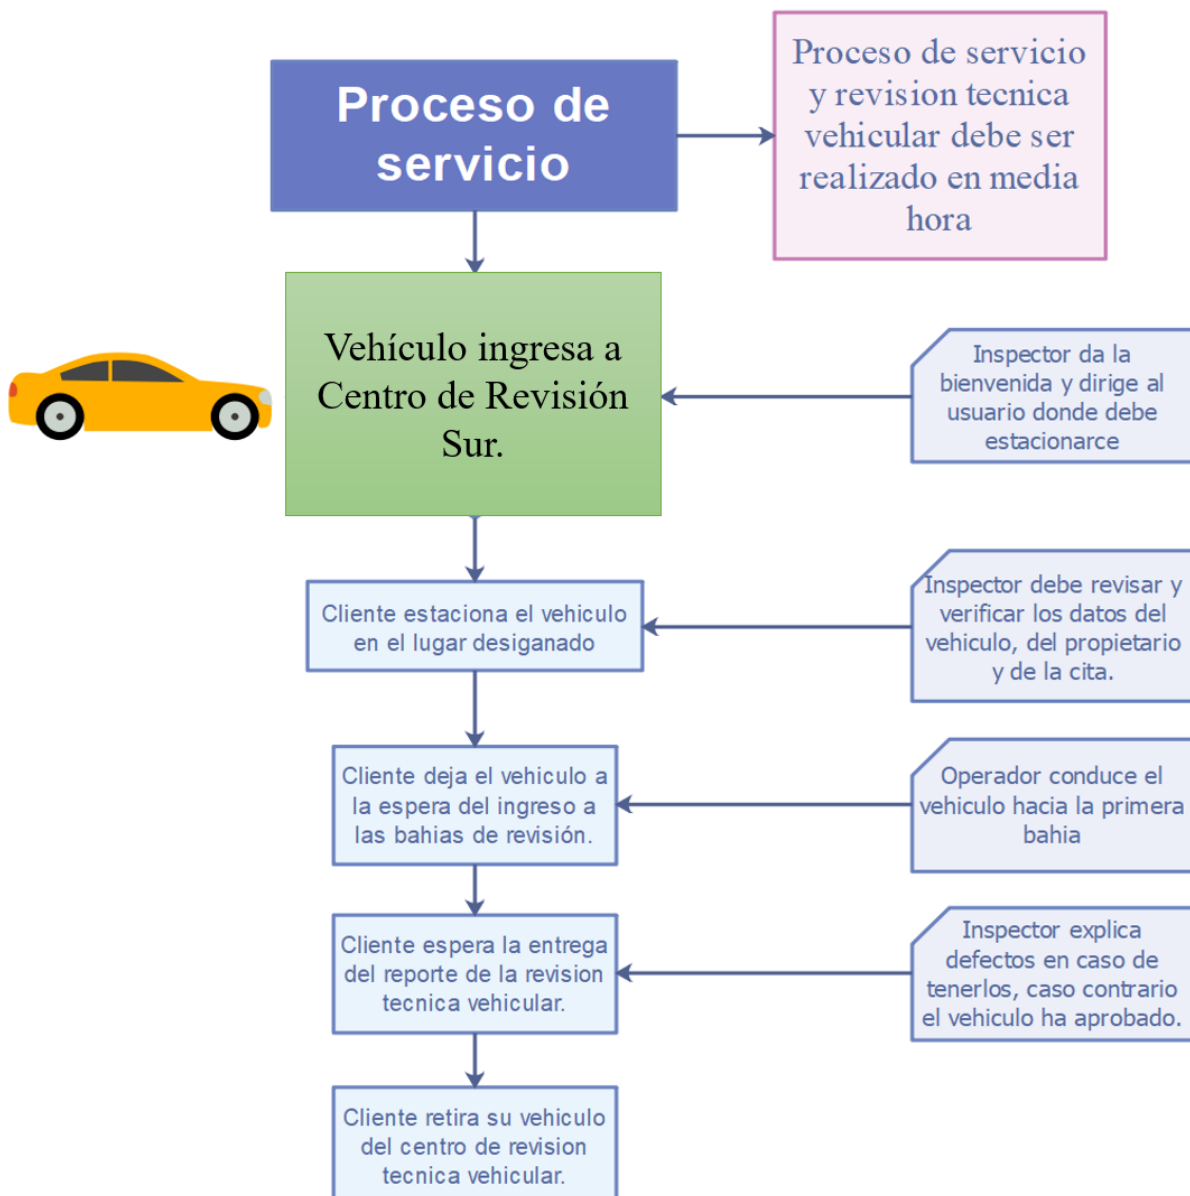 Proceso de
servicio
Proceso de servicio
y revision tecnica
vehicular debe ser
realizado en media
hora
Vehículo ingresa a
Centro de Revisión
Sur.
Inspector da la
bienvenida y dirige al
usuario donde debe
estacionarce
Cliente estaciona el vehiculo
en el lugar desiganado
Inspector debe revisar y
verificar los datos del
vehiculo, del propietario
y de la cita.
Cliente deja el vehiculo a
la espera del ingreso a
las bahias de revisión.
Operador conduce el
vehiculo hacia la primera
bahia
Cliente espera la entrega
del reporte de la revision
tecnica vehicular.
Inspector explica
defectos en caso de
tenerlos, caso contrario
el vehiculo ha aprobado.
Cliente retira su vehiculo
del centro de revision
tecnica vehicular.